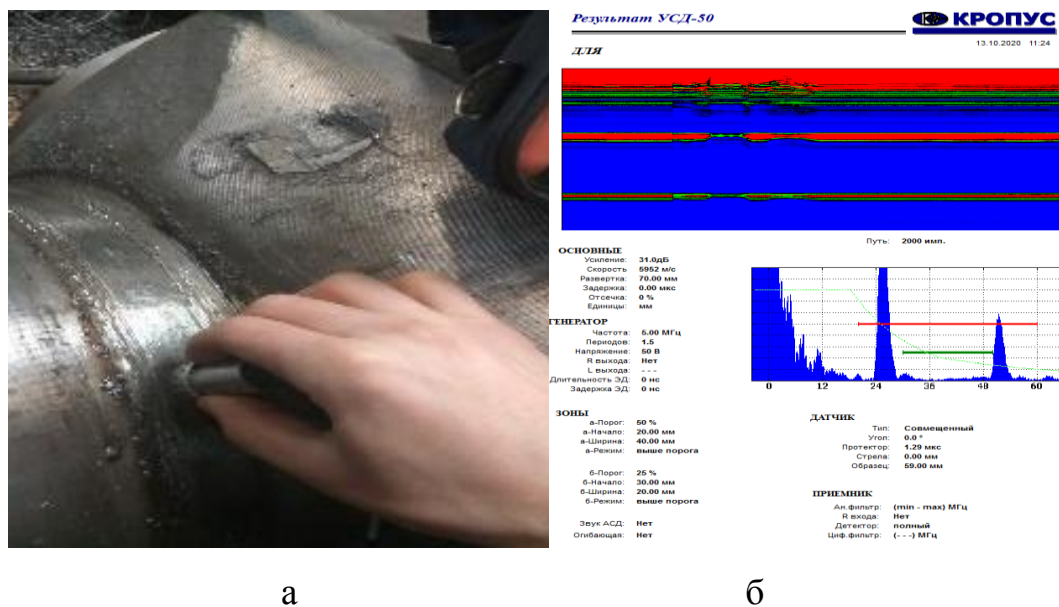 Результат УСД-50
КРОПУС
13.10.2020 11:24
ДЛЯ
Путь: 2000 имп.
ОСНОВНЫЕ
Усиление: 31.0дБ
Скорость 5952 м/с
Развертка: 70.00 мм
Задержка: 0.00 мкс
Отсечка: 0 %
Единицы: мм
ГЕНЕРАТОР
Частота: 5.00 МГц
Периодов: 1.5
Напряжение: 50 В
R выхода: Нет
L выхода: - - -
Длительность ЭД: 0 нс
Задержка ЭД: 0 нс
0 12 24 36 48 60
ЗОНЫ
а-Порог: 50 %
а-Начало: 20.00 мм
а-Ширина: 40.00 мм
а-Режим: выше порога
б-Порог: 25 %
б-Начало: 30.00 мм
б-Ширина: 20.00 мм
б-Режим: выше порога
Звук АСД: Нет
Огибающая: Нет
ДАТЧИК
Тип: Совмещенный
Угол: 0.0 °
Протектор: 1.29 мкс
Стрела: 0.00 мм
Образец: 59.00 мм
ПРИЕМНИК
Ан.фильтр: (min - max) МГц
R входа: Нет
Детектор: полный
Циф.фильтр: (- - -) МГц
а
б